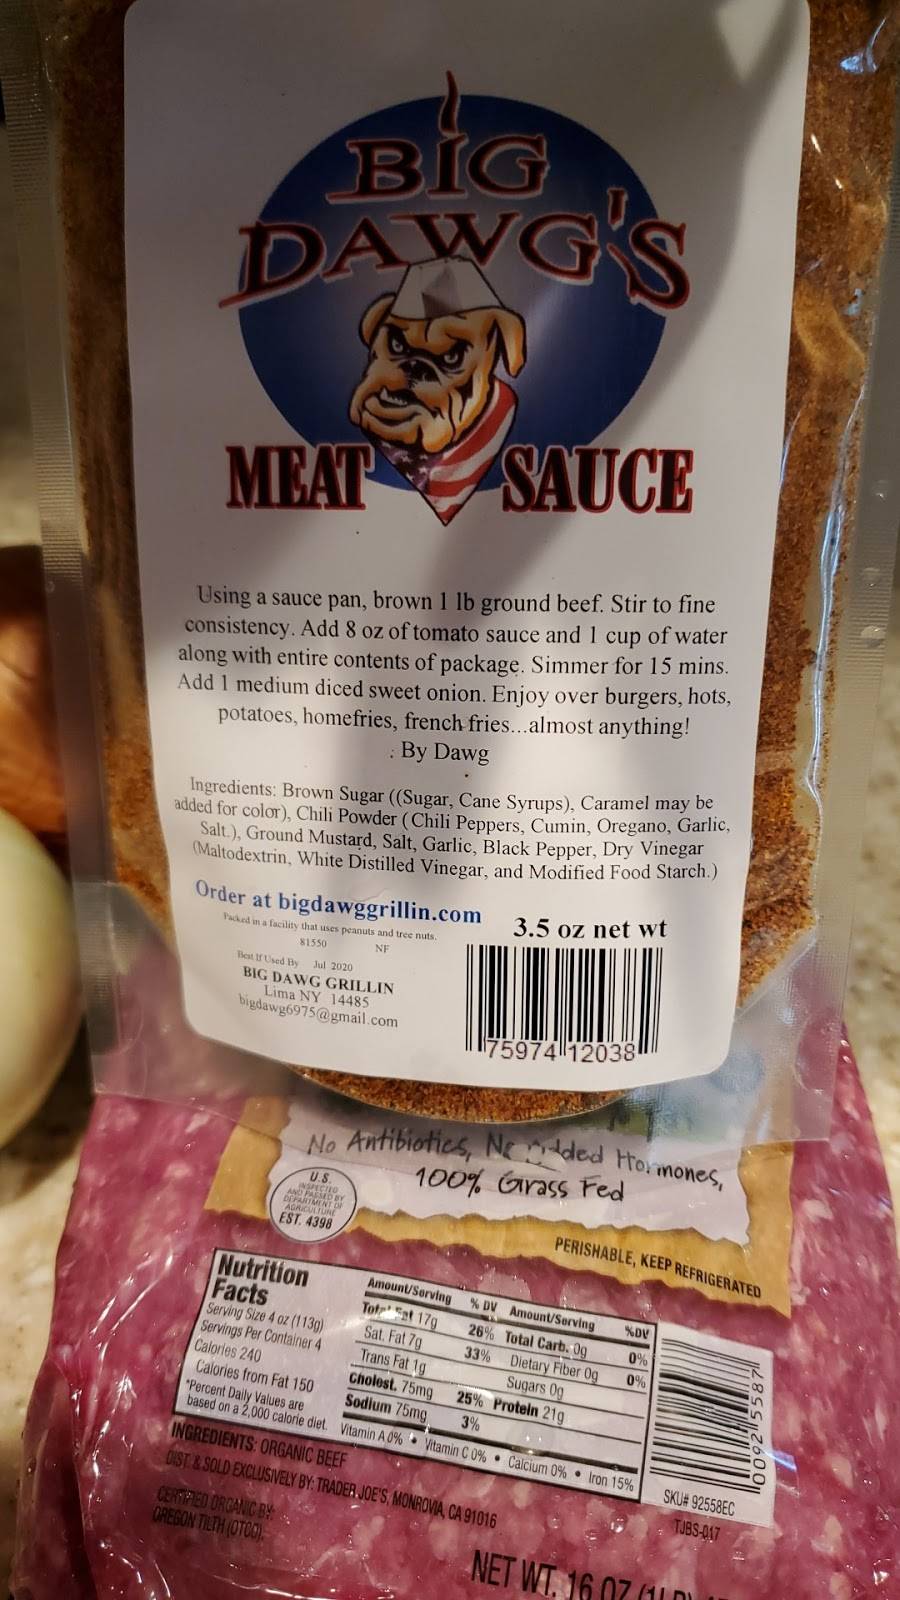 BIG
DAWG'S
MEAT SAUCE
Using a sauce pan, brown 1 lb ground beef. Stir to fine
consistency. Add 8 oz of tomato sauce and 1 cup of water
along with entire contents of package. Simmer for 15 mins.
Add 1 medium diced sweet onion. Enjoy over burgers, hots,
potatoes, homefries, french fries...almost anything!
: By Dawg
Ingredients: Brown Sugar ((Sugar, Cane Syrups), Caramel may be
added for color), Chili Powder (Chili Peppers, Cumin, Oregano, Garlic,
Salt.), Ground Mustard, Salt, Garlic, Black Pepper, Dry Vinegar
(Maltodextrin, White Distilled Vinegar, and Modified Food Starch.)
Order at bigdawggrillin.com
3.5 oz net wt
Packed in a facility that uses peanuts and tree nuts.
81550 NF
Best If Used By Jul 2020
BIG DAWG GRILLIN
Lima NY 14485
bigdawg6975@gmail.com
75974 12038
No Antibiotics, No Added Hormones,
100% Grass Fed
U.S.
INSPECTED
AND PASSED BY
DEPARTMENT OF
AGRICULTURE
EST. 4398
PERISHABLE, KEEP REFRIGERATED
Nutrition
Facts
Serving Size 4 oz (113g)
Servings Per Container 4
Calories 240
Calories from Fat 150
*Percent Daily Values are
based on a 2,000 calorie diet.
Amount/Serving % DV Amount/Serving %DV
Total Fat 17g 26% Total Carb. 0g 0%
Sat. Fat 7g 33% Dietary Fiber 0g 0%
Trans Fat 1g Sugars 0g
Cholest. 75mg 25% Protein 21g
Sodium 75mg 3%
Vitamin A 0% • Vitamin C 0% • Calcium 0% • Iron 15%
INGREDIENTS: ORGANIC BEEF
DIST. & SOLD EXCLUSIVELY BY: TRADER JOE'S, MONROVIA, CA 91016
CERTIFIED ORGANIC BY:
OREGON TILTH (OTCO).
SKU# 92558EC
TJBS-017
NET WT. 16 OZ